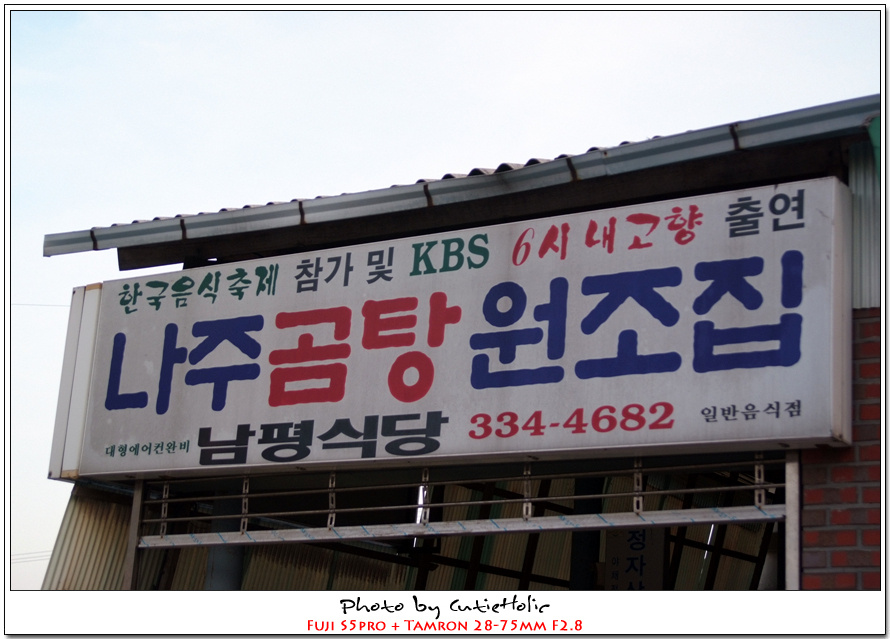 한국음식축제 참가 및 KBS 6시 내고향 출연
나주곰탕 원조집
대형에어컨완비 남평식당 334-4682 일반음식점
정자
Photo by CutieHolic
Fuji S5pro + Tamron 28-75mm F2.8